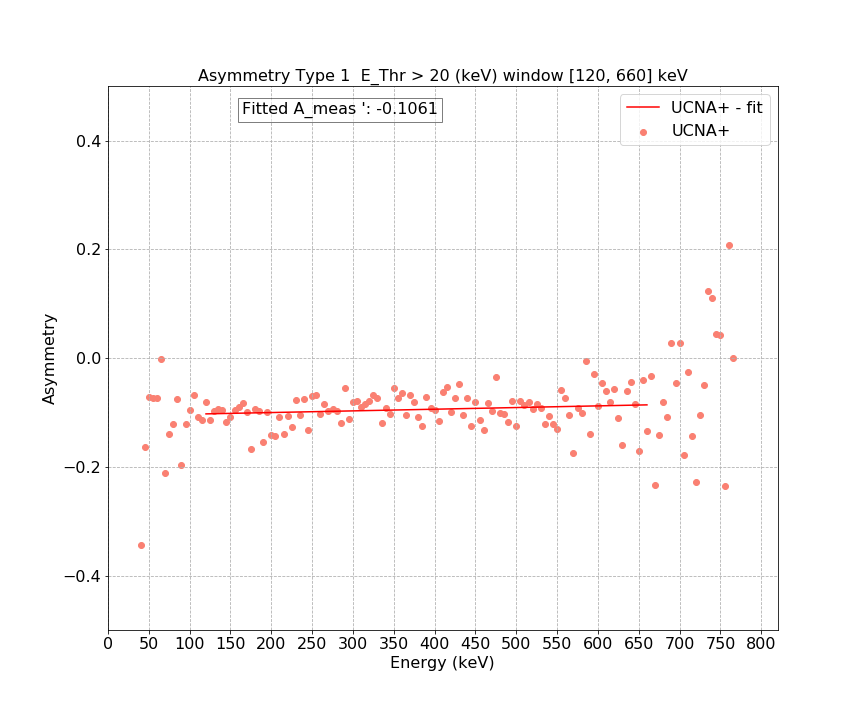 Asymmetry Type 1  E_Thr > 20 (keV) window [120, 660] keV
Fitted A_meas ': -0.1061
UCNA+ - fit
UCNA+
Asymmetry
0.4
0.2
0.0
−0.2
−0.4
0 50 100 150 200 250 300 350 400 450 500 550 600 650 700 750 800
Energy (keV)